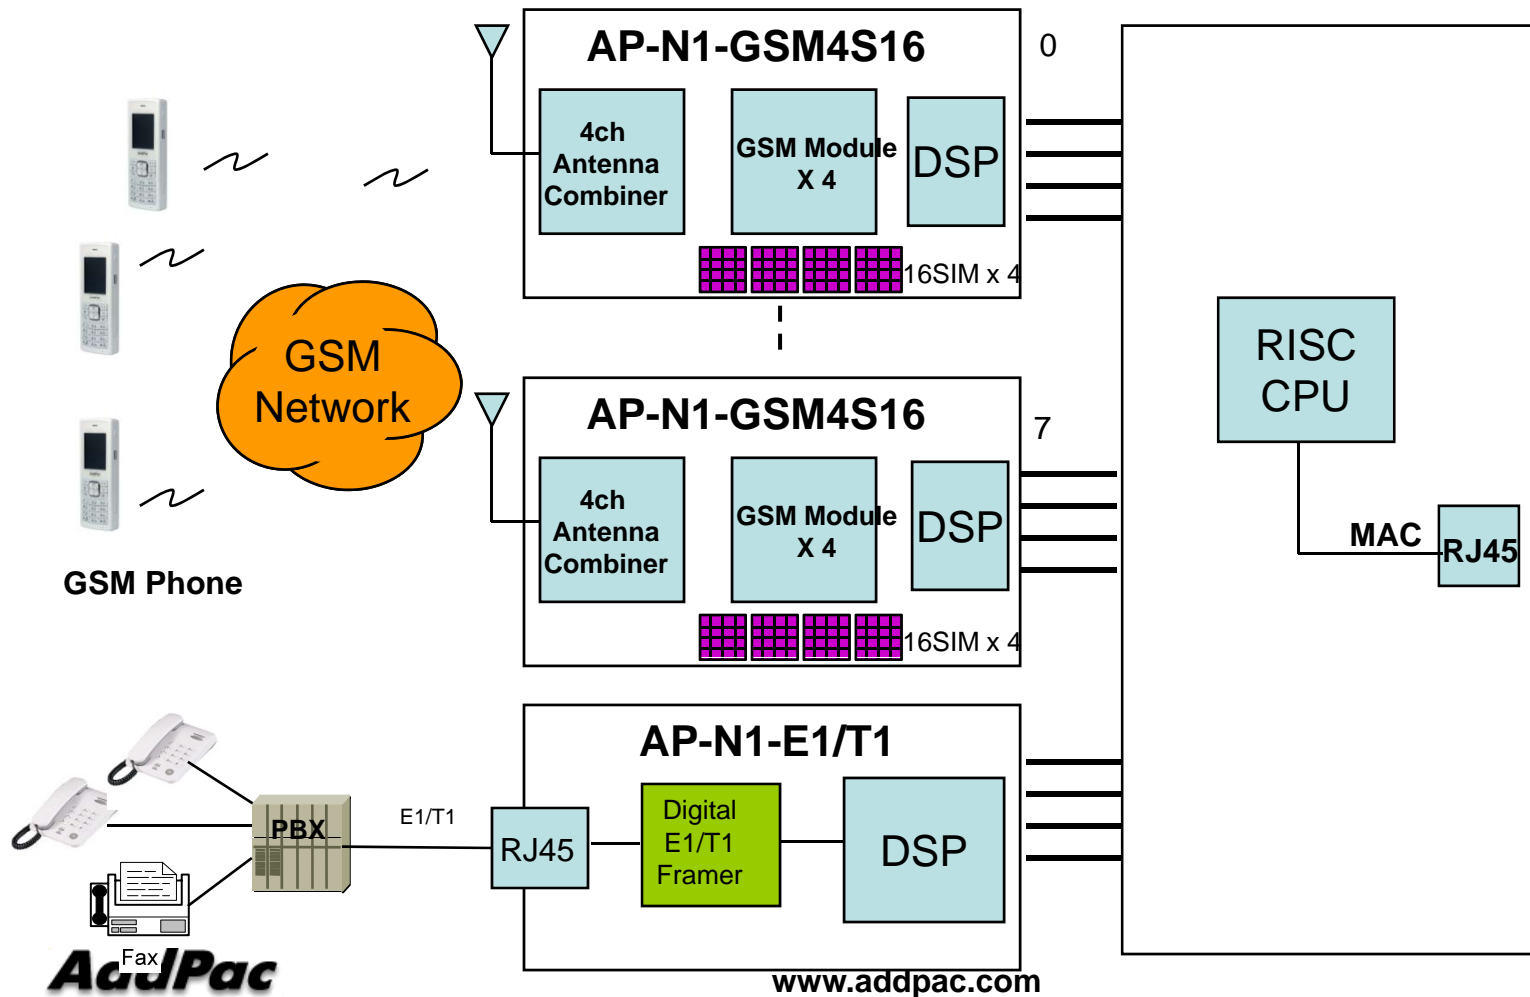 AP-N1-GSM4S16
0
4ch
Antenna
Combiner
GSM Module
X 4
DSP
16SIM x 4
GSM
Network
RISC
CPU
AP-N1-GSM4S16
7
4ch
Antenna
Combiner
GSM Module
X 4
DSP
16SIM x 4
MAC
RJ45
GSM Phone
AP-N1-E1/T1
PBX
E1/T1
RJ45
Digital
E1/T1
Framer
DSP
Fax
AddPac
www.addpac.com